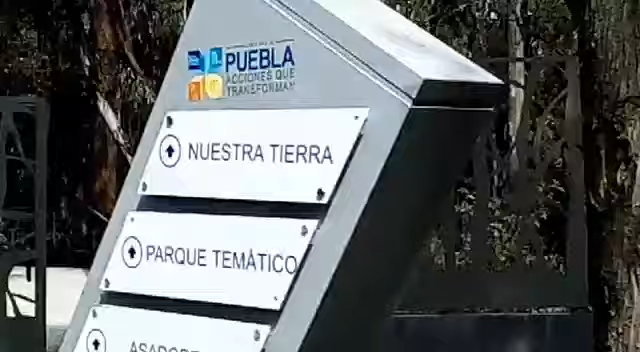 PUEBLA
ACCIONES QUE
TRANSFORMAN
NUESTRA TIERRA
PARQUE TEMÁTICO